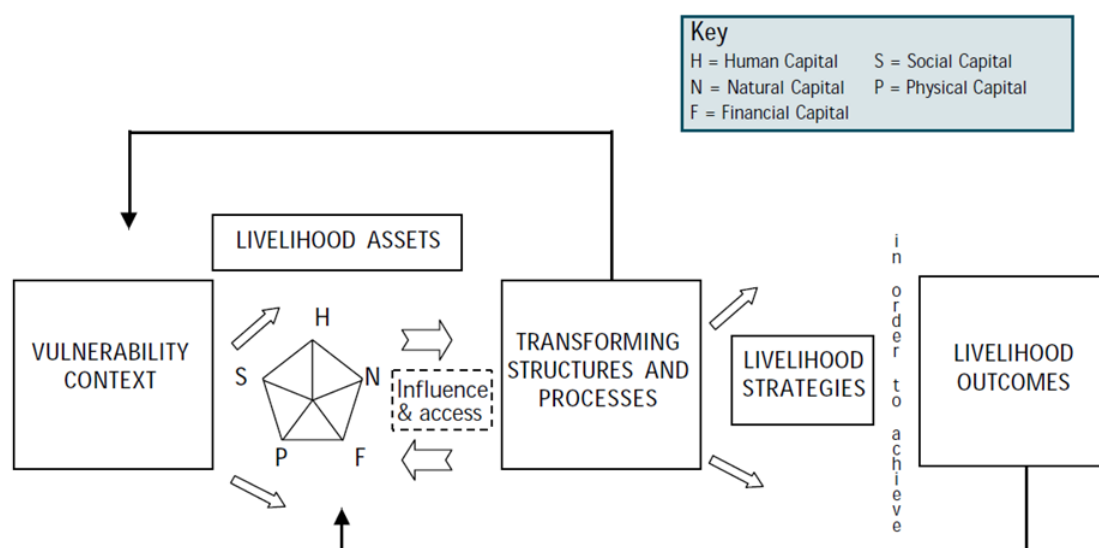 Key
H = Human Capital S = Social Capital
N = Natural Capital P = Physical Capital
F = Financial Capital
LIVELIHOOD ASSETS
VULNERABILITY
CONTEXT
H
S
N
P
F
Influence
& access
TRANSFORMING
STRUCTURES AND
PROCESSES
LIVELIHOOD
STRATEGIES
in order to achieve
LIVELIHOOD
OUTCOMES